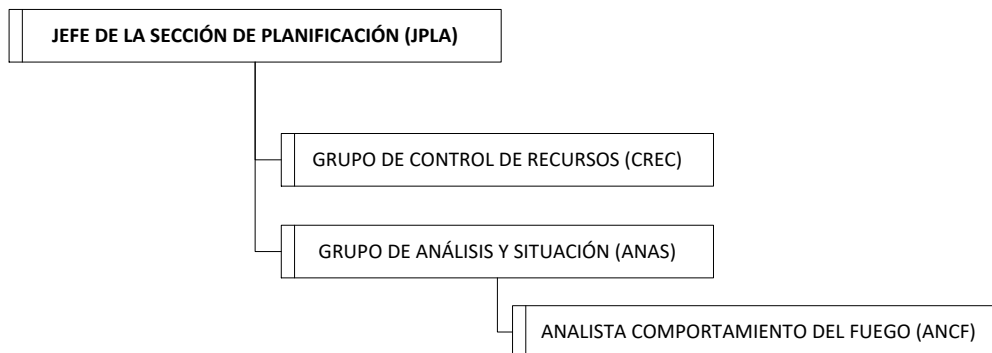 JEFE DE LA SECCIÓN DE PLANIFICACIÓN (JPLA)
GRUPO DE CONTROL DE RECURSOS (CREC)
GRUPO DE ANÁLISIS Y SITUACIÓN (ANAS)
ANALISTA COMPORTAMIENTO DEL FUEGO (ANCF)